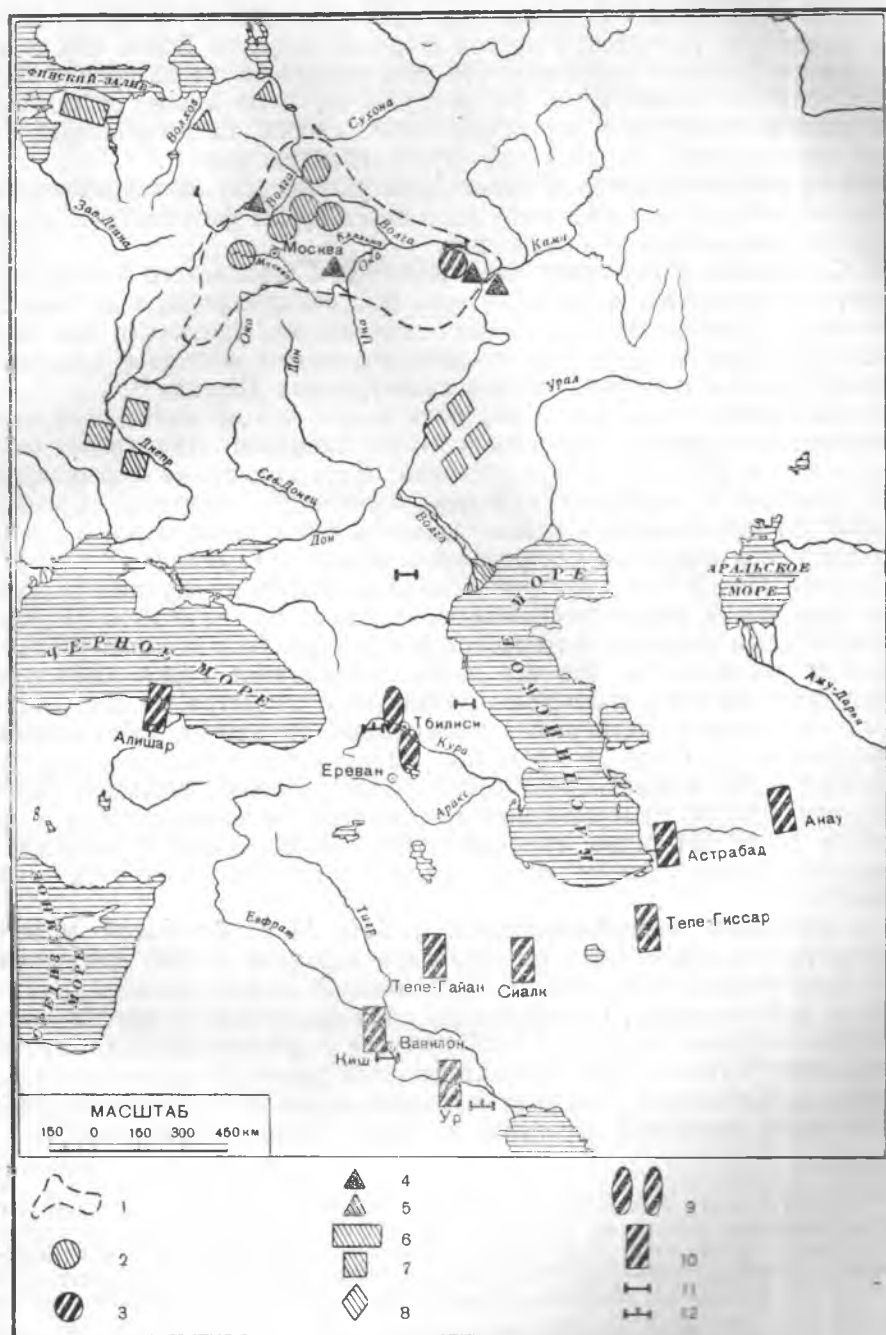 ФИНСКИЙ ЗАЛИВ
Волхов
Сухона
Зап. Двина
Волга
Москва
Москва
Клязьма
Волга
Ока
Кама
Ока
Дон
Урал
Днепр
Сев. Донец
Дон
Волга
АРАЛЬСКОЕ
МОРЕ
ЧЕРНОЕ МОРЕ
КАСПИЙСКОЕ МОРЕ
Аму-Дарья
Алишар
Тбилиси
Кура
Ереван
Аракс
Анау
Астрабад
СРЕДИЗЕМНОЕ
МОРЕ
Евфрат
Тигр
Тепе-Гиссар
Тепе-Гайан
Сиалк
Вавилон
Киш
Ур
МАСШТАБ
150 0 150 300 450 км
1
2
3
4
5
6
7
8
9
10
11
12